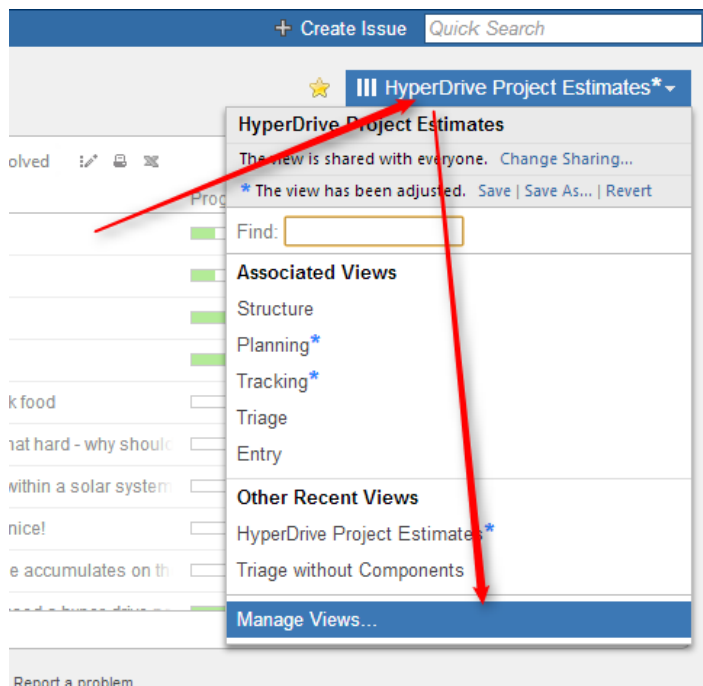 + Create Issue Quick Search
HyperDrive Project Estimates*
HyperDrive Project Estimates
The view is shared with everyone. Change Sharing...
olved
* The view has been adjusted. Save | Save As... | Revert
Prog
Find:
Associated Views
Structure
Planning*
Tracking*
Triage
k food
Entry
hat hard - why should
within a solar system
Other Recent Views
nice!
HyperDrive Project Estimates*
e accumulates on th
Triage without Components
Manage Views...
Report a problem